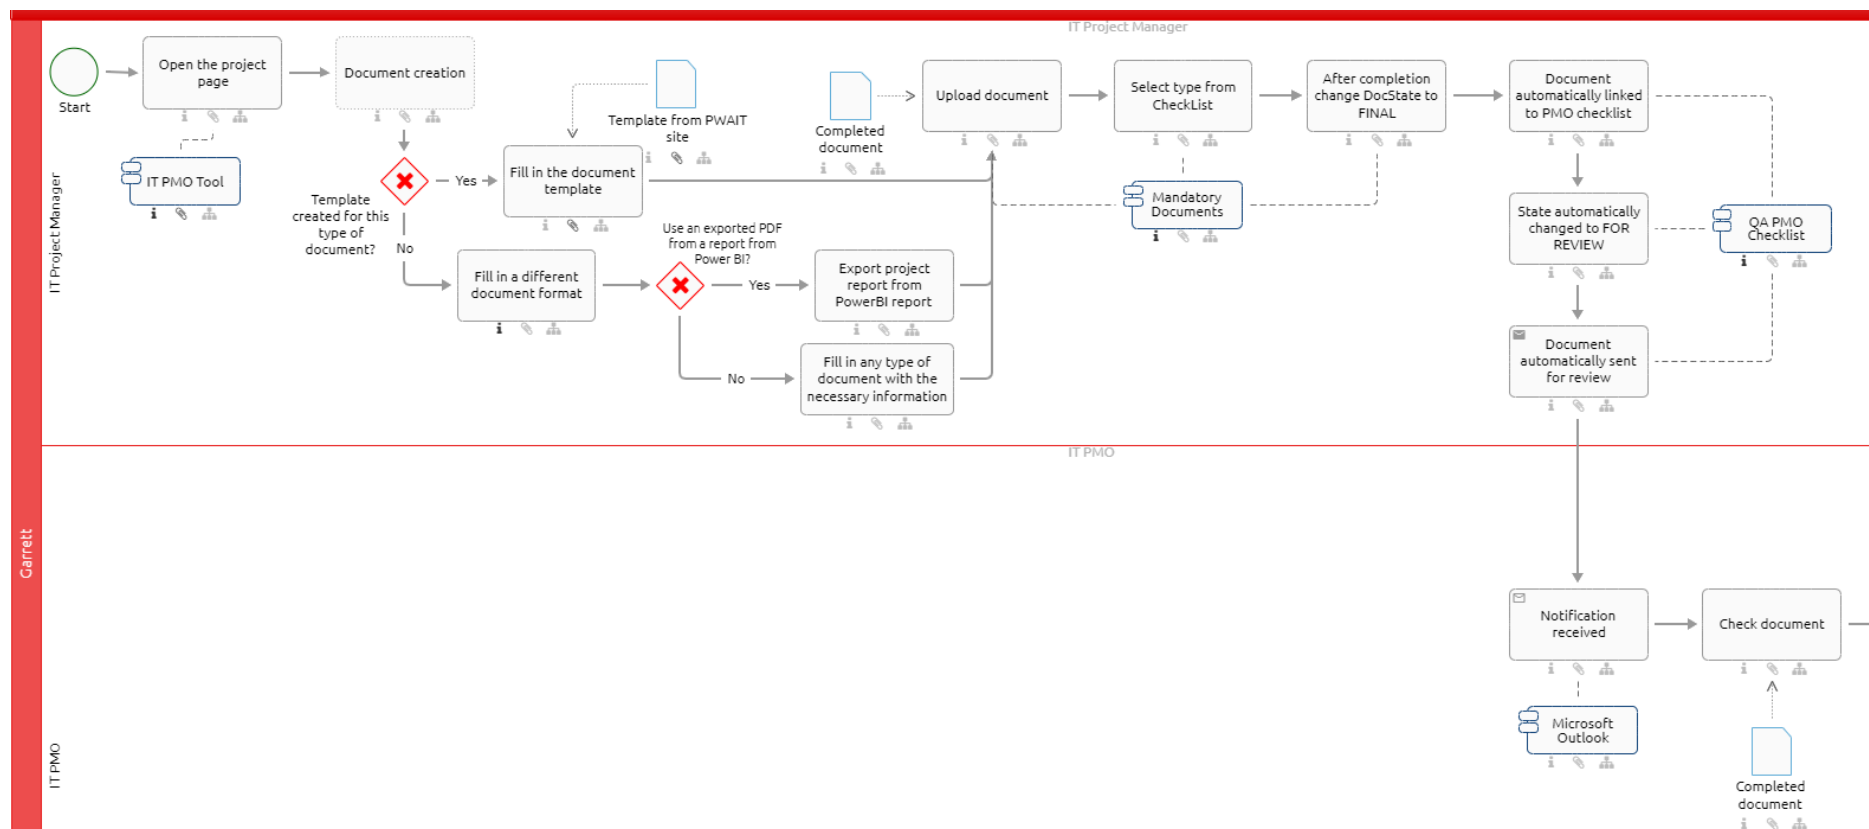 IT Project Manager
Garrett
IT Project Manager
Start
Open the project
page
IT PMO Tool
Document creation
Template
created for this
type of
document?
Yes
No
Template from PWAIT
site
Fill in the document
template
Fill in a different
document format
Use an exported PDF
from a report from
Power BI?
Yes
No
Export project
report from
PowerBI report
Fill in any type of
document with the
necessary information
Completed
document
Upload document
Select type from
CheckList
Mandatory
Documents
After completion
change DocState to
FINAL
Document
automatically linked
to PMO checklist
State automatically
changed to FOR
REVIEW
QA PMO
Checklist
Document
automatically sent
for review
IT PMO
IT PMO
Notification
received
Microsoft
Outlook
Check document
Completed
document